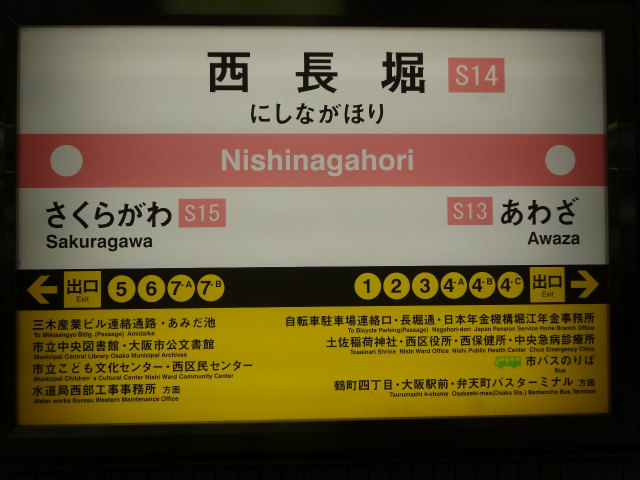 西長堀 S14
にしながほり
Nishinagahori
さくらがわ S15
Sakuragawa
S13 あわざ
Awaza
出口 Exit 5 6 7-A 7-B
1 2 3 4-A 4-B 4-C 出口 Exit
三木産業ビル連絡通路・あみだ池
To Mikisangyo Bldg. (Passage) Amidaike
市立中央図書館・大阪市公文書館
Municipal Central Library Osaka Municipal Archives
市立こども文化センター・西区民センター
Municipal Children's Cultural Center Nishi Ward Community Center
水道局西部工事事務所 方面
Water works Bureau Western Maintenance Office
自転車駐車場連絡口・長堀通・日本年金機構堀江年金事務所
To Bicycle Parking(Passage) Nagahori-dori Japan Pension Service Horie Branch Office
土佐稲荷神社・西区役所・西保健所・中央急病診療所
Tosainari Shrine Nishi Ward Office Nishi Public Health Center Chuo Emergency Clinic
市バスのりば
Bus
鶴町四丁目・大阪駅前・弁天町バスターミナル 方面
Tsurumachi 4-chome Osakaeki-mae(Osaka Sta.) Bentencho Bus Terminal